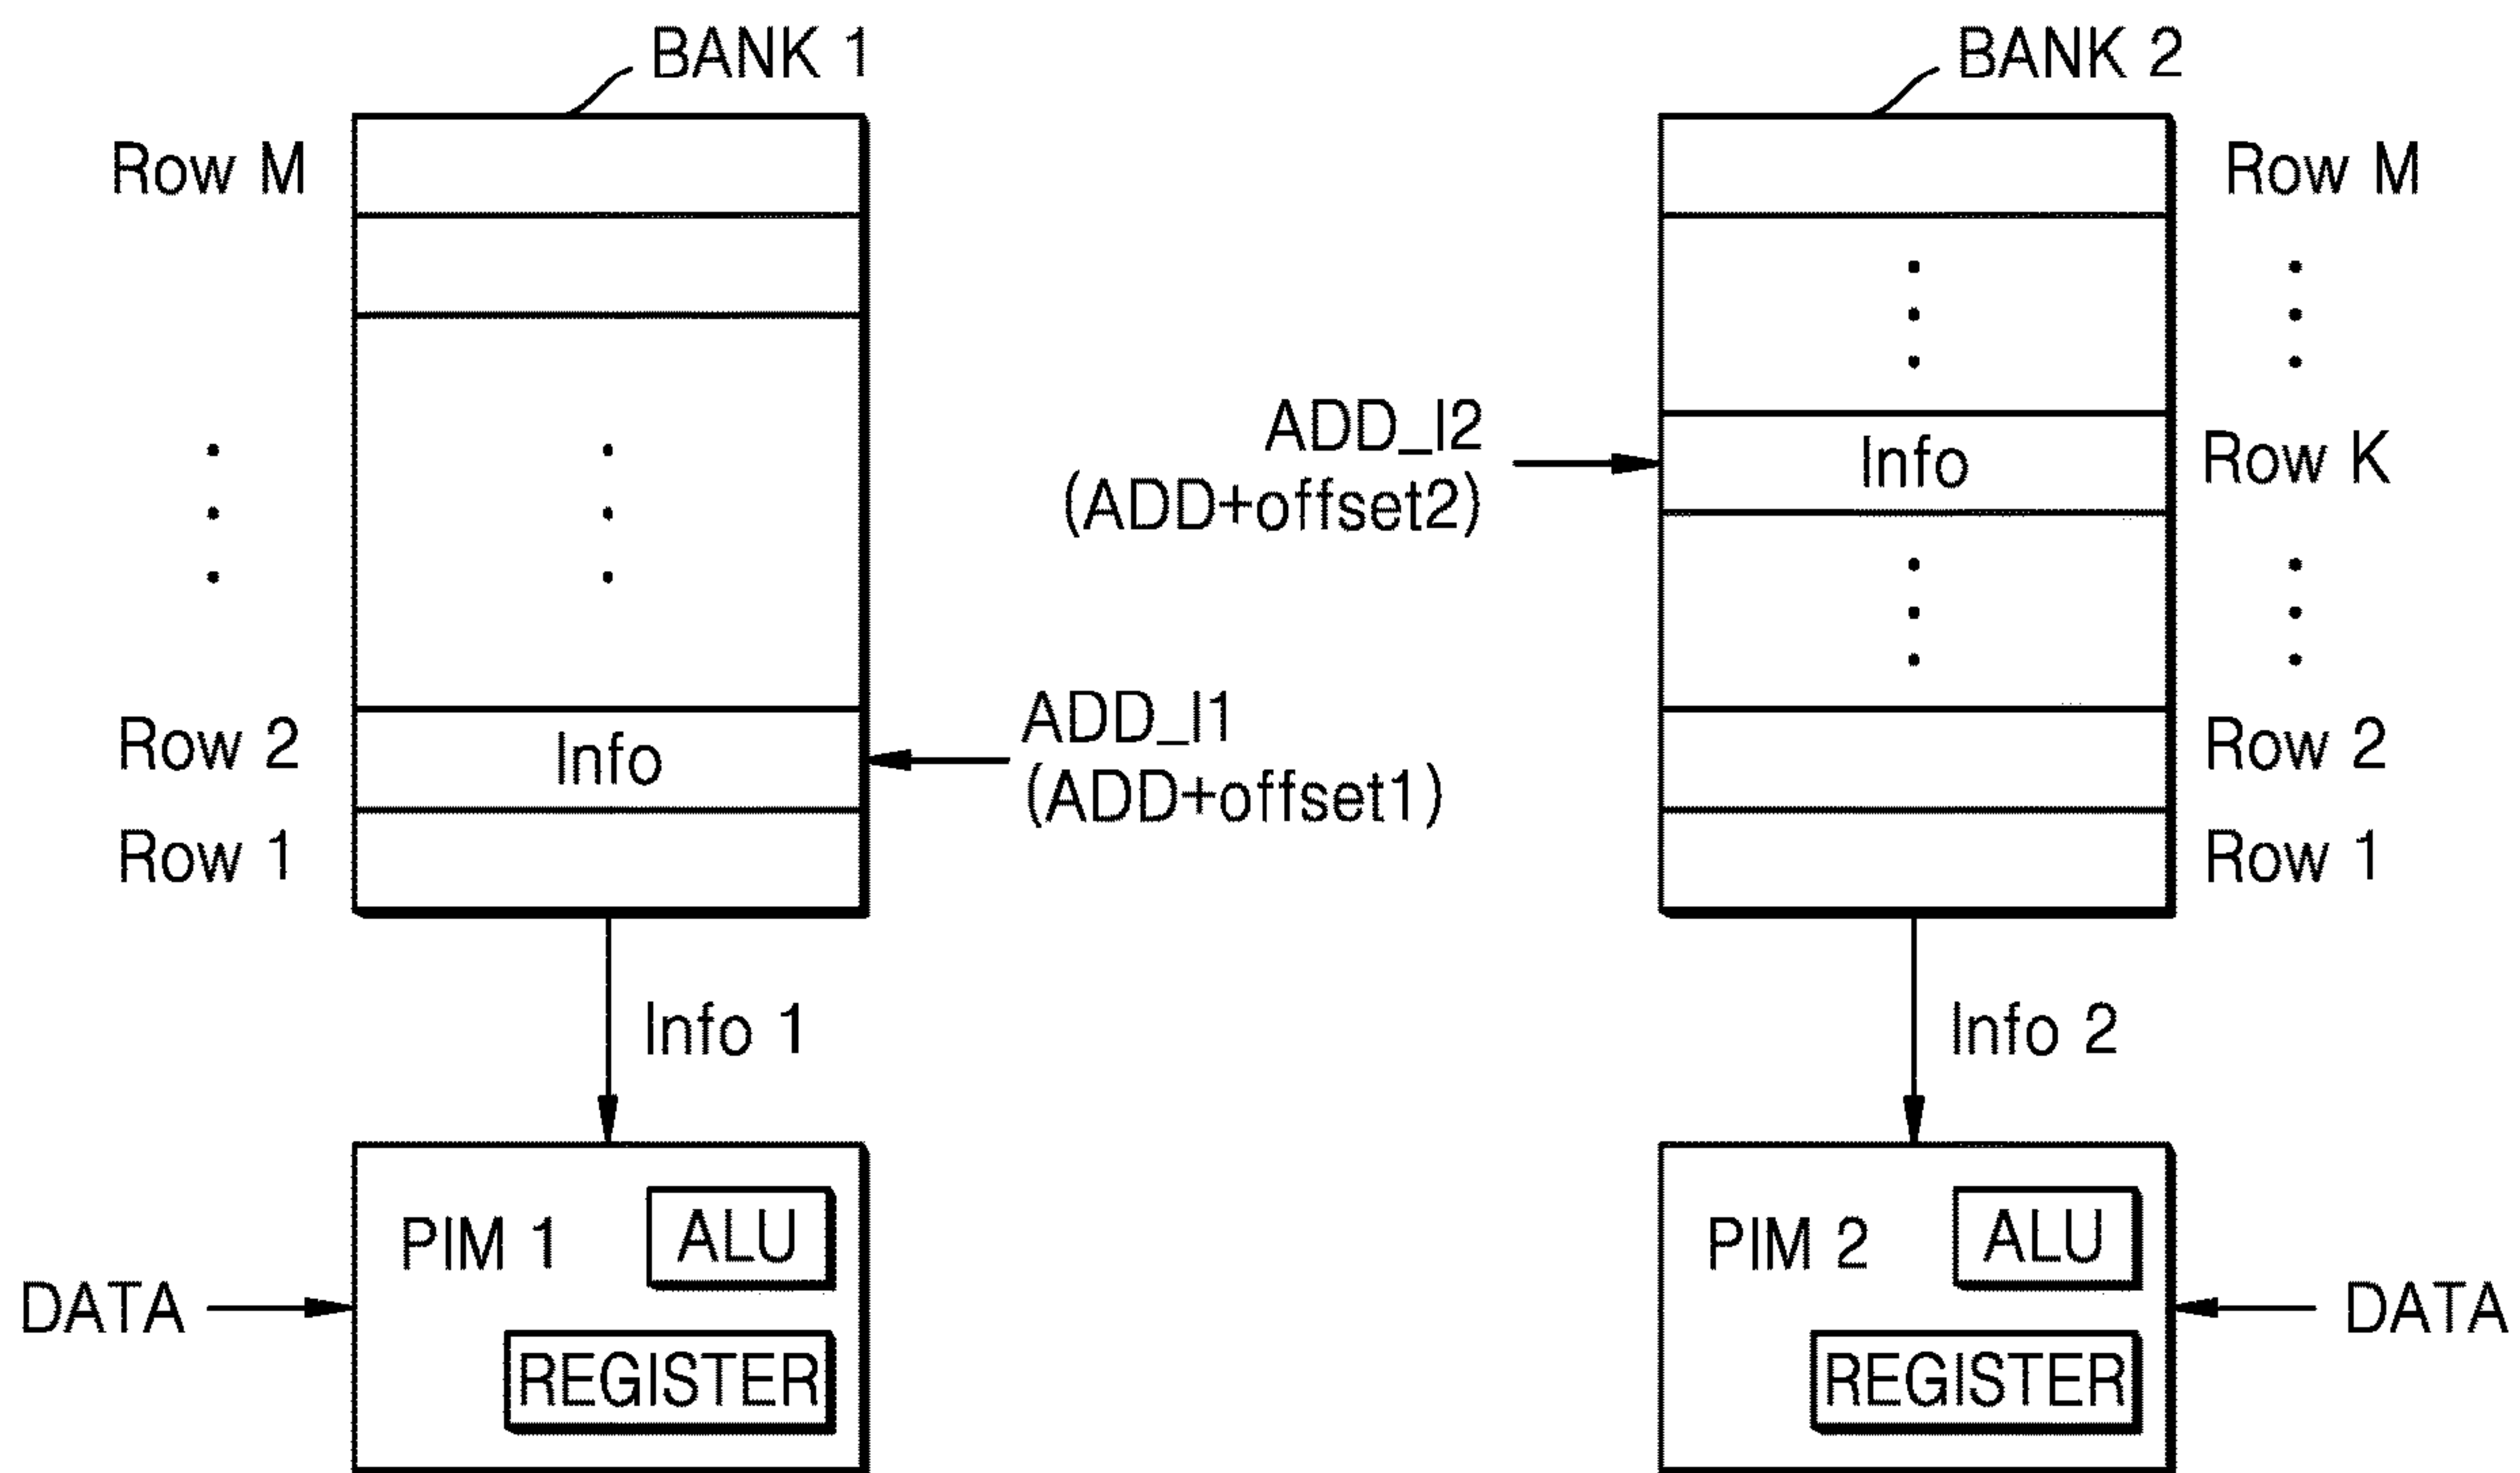 BANK 1
BANK 2
Row M
Row M
ADD_I2
(ADD+offset2)
Info
Row K
ADD_I1
(ADD+offset1)
Row 2
Info
Row 2
Row 1
Row 1
Info 1
Info 2
PIM 1
ALU
PIM 2
ALU
DATA
DATA
REGISTER
REGISTER